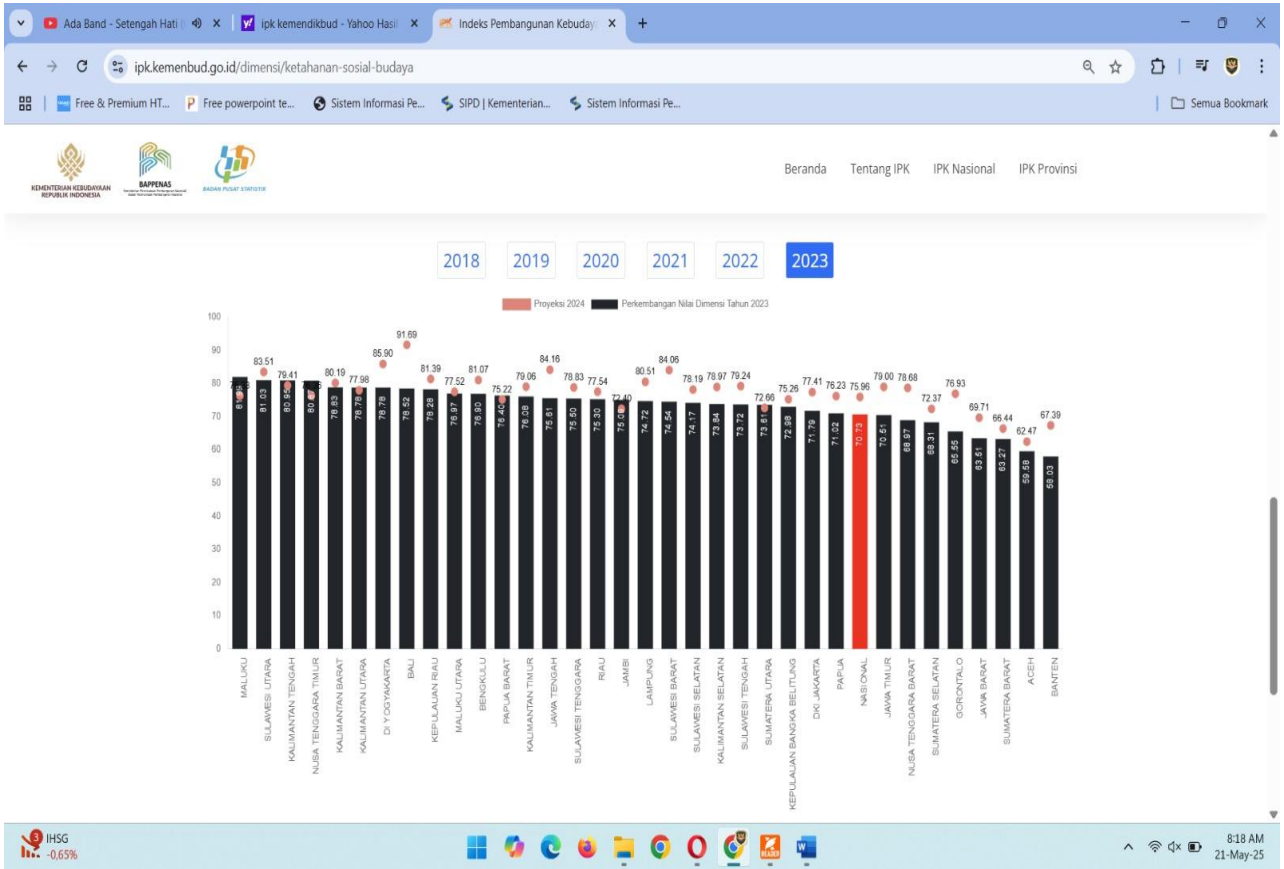 Ada Band - Setengah Hati (
ipk kemendikbud - Yahoo Hasil
Indeks Pembangunan Kebuday
ipk.kemenbud.go.id/dimensi/ketahanan-sosial-budaya
Free & Premium HT...
Free powerpoint te...
Sistem Informasi Pe...
SIPD | Kementerian...
Sistem Informasi Pe...
Semua Bookmark
KEMENTERIAN KEBUDAYAAN
REPUBLIK INDONESIA
BAPPENAS
BADAN PUSAT STATISTIK
Beranda Tentang IPK IPK Nasional IPK Provinsi
2018 2019 2020 2021 2022 2023
Proyeksi 2024 Perkembangan Nilai Dimensi Tahun 2023
100
90
80
70
60
50
40
30
20
10
0
83.51 79.41 80.19 77.98 85.90 91.69 81.39 77.52 81.07 75.22 79.06 84.16 78.83 77.54 72.40 80.51 84.06 78.19 78.97 79.24 72.66 75.26 77.41 76.23 75.96 79.00 78.68 72.37 76.93 69.71 66.44 62.47 67.39
81.03 80.95 78.83 78.78 78.78 78.52 78.28 76.97 76.90 76.40 76.08 75.61 75.50 75.30 74.72 74.54 74.17 73.84 73.72 73.61 72.98 71.79 71.02 70.73 70.51 68.97 68.31 65.55 63.51 63.27 59.58 58.03
MALUKU
SULAWESI UTARA
KALIMANTAN TENGAH
NUSA TENGGARA TIMUR
KALIMANTAN BARAT
KALIMANTAN UTARA
DI YOGYAKARTA
BALI
KEPULAUAN RIAU
MALUKU UTARA
BENGKULU
PAPUA BARAT
KALIMANTAN TIMUR
JAWA TENGAH
SULAWESI TENGGARA
RIAU
JAMBI
LAMPUNG
SULAWESI BARAT
SULAWESI SELATAN
KALIMANTAN SELATAN
SULAWESI TENGAH
SUMATERA UTARA
KEPULAUAN BANGKA BELITUNG
DKI JAKARTA
PAPUA
NASIONAL
JAWA TIMUR
NUSA TENGGARA BARAT
SUMATERA SELATAN
GORONTALO
JAWA BARAT
SUMATERA BARAT
ACEH
BANTEN
3
IHSG
-0,65%
READER
8:18 AM
21-May-25